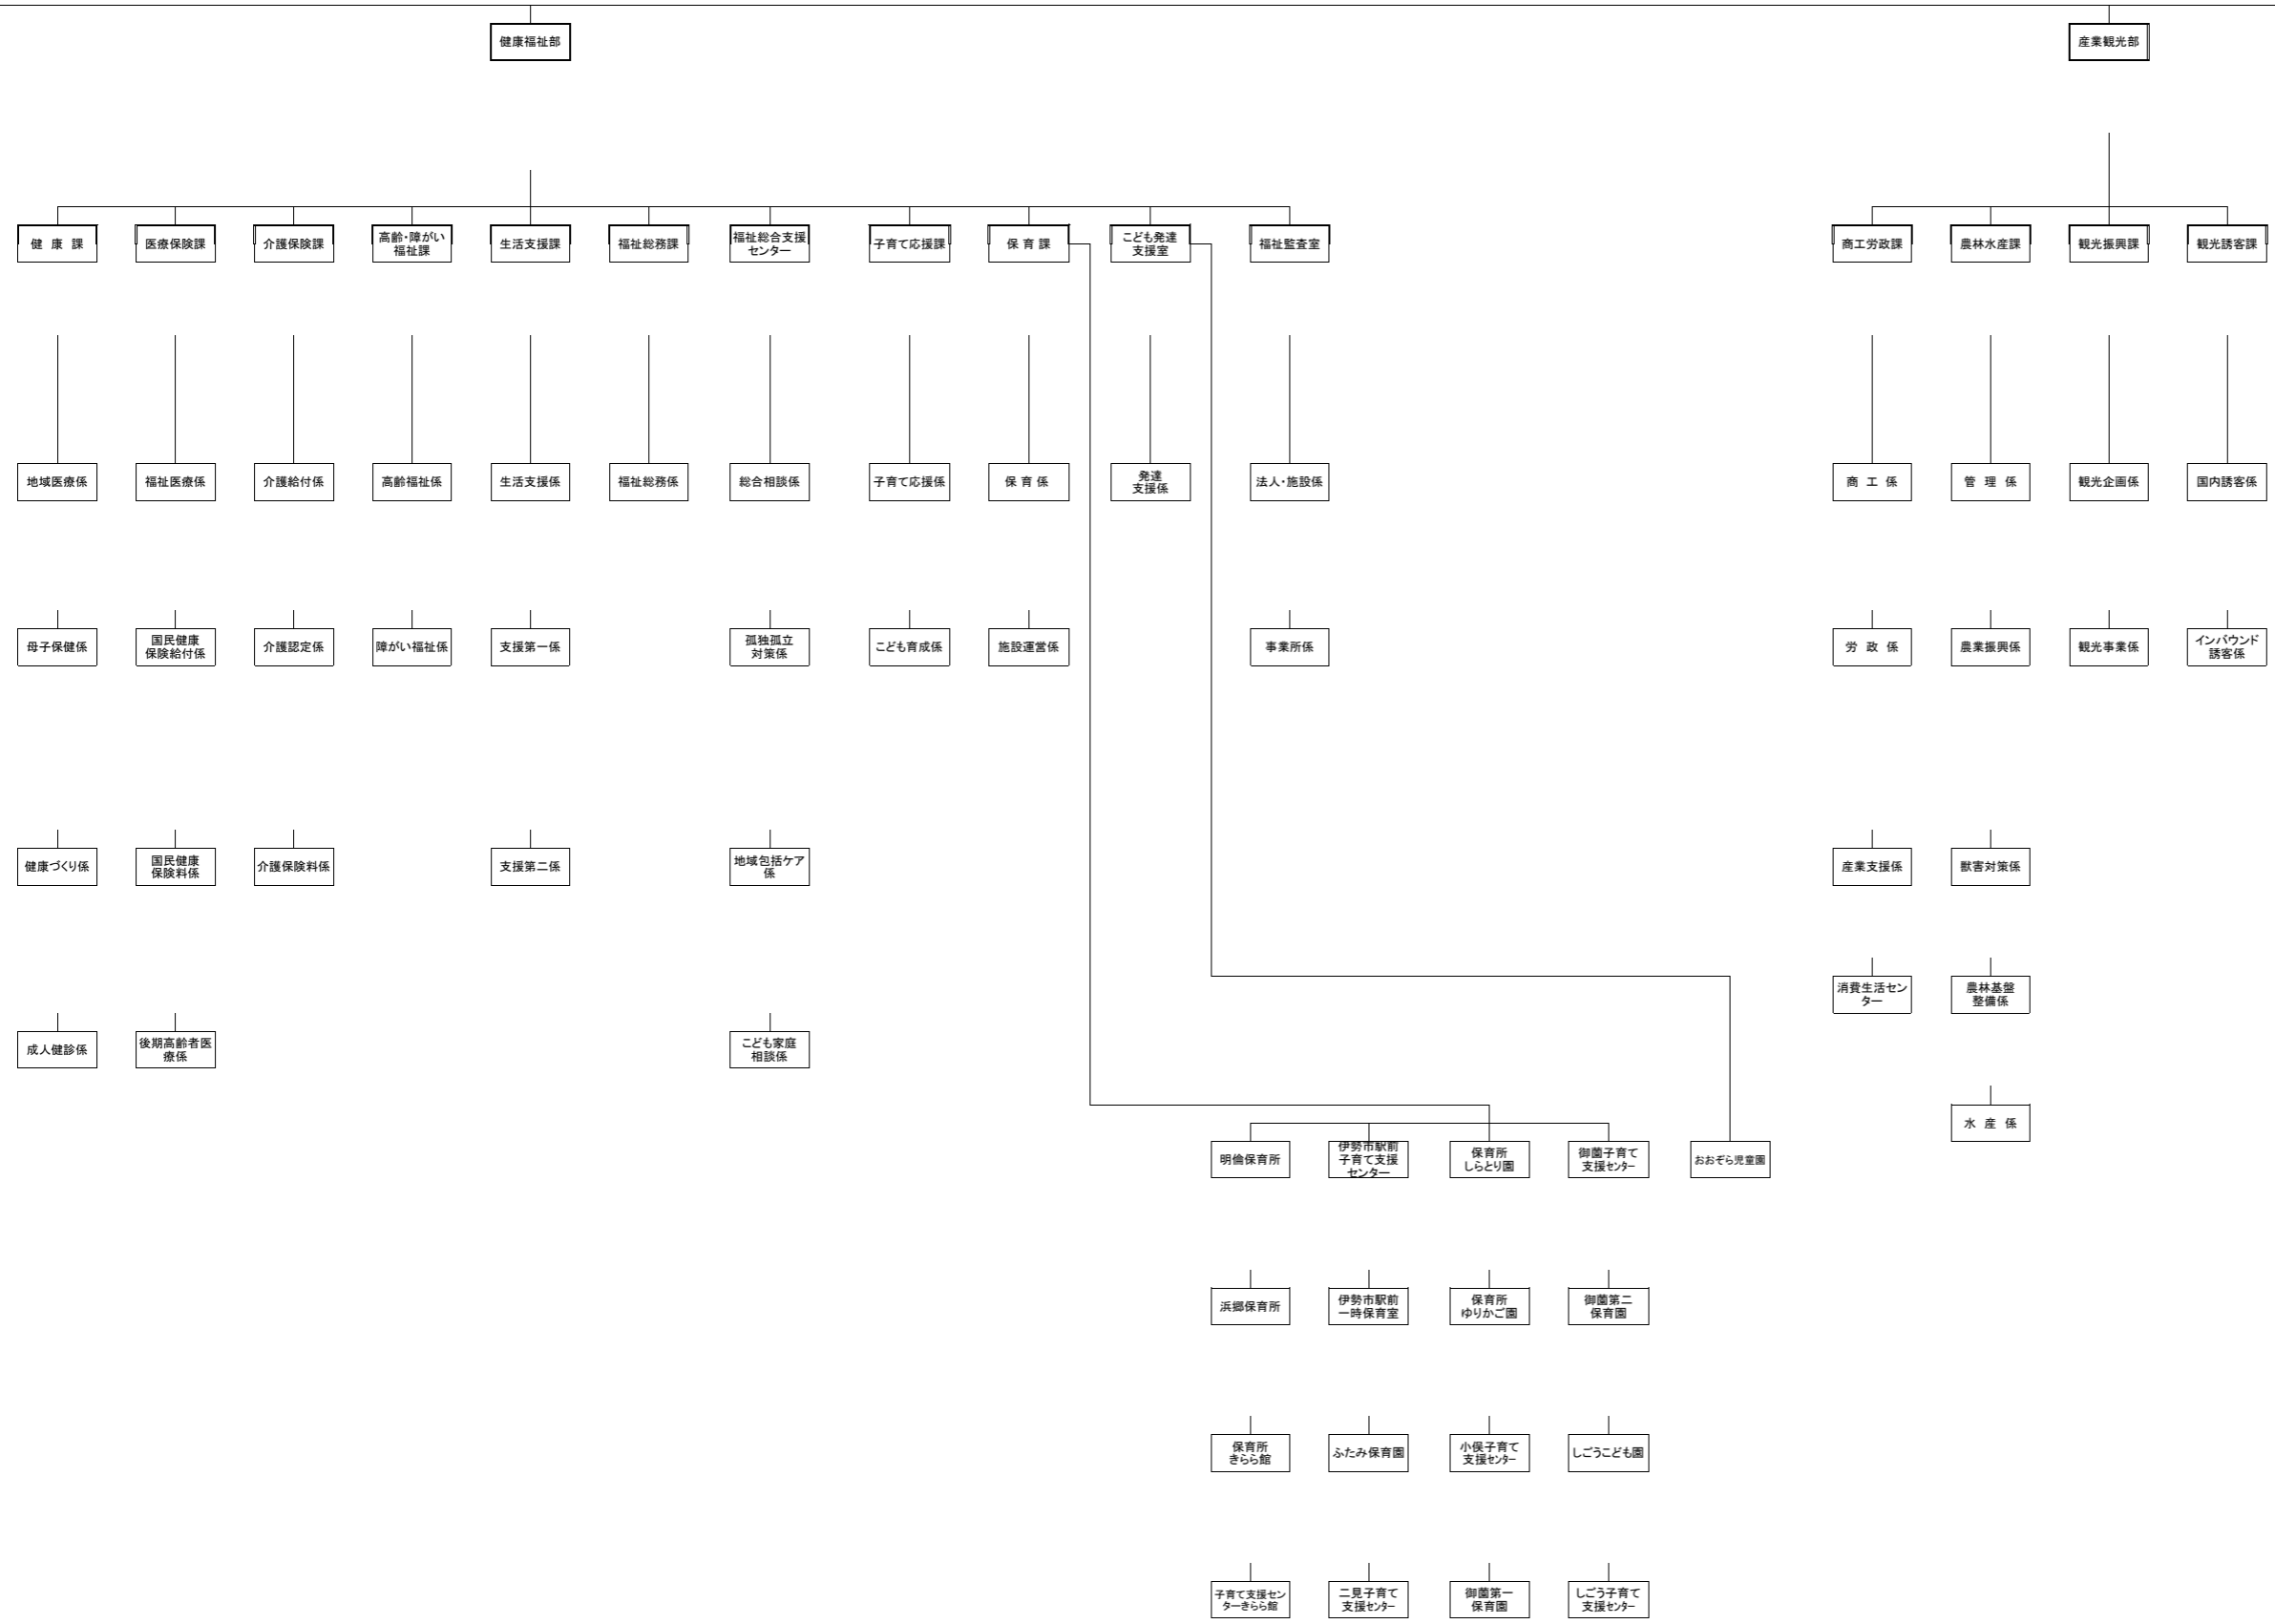 健康福祉部
産業観光部
健 康 課
医療保険課
介護保険課
高齢・障がい
福祉課
生活支援課
福祉総務課
福祉総合支援
センター
子育て応援課
保 育 課
こども発達
支援室
福祉監査室
商工労政課
農林水産課
観光振興課
観光誘客課
地域医療係
福祉医療係
介護給付係
高齢福祉係
生活支援係
福祉総務係
総合相談係
子育て応援係
保 育 係
発達
支援係
法人・施設係
商 工 係
管 理 係
観光企画係
国内誘客係
母子保健係
国民健康
保険給付係
介護認定係
障がい福祉係
支援第一係
孤独孤立
対策係
こども育成係
施設運営係
事業所係
労 政 係
農業振興係
観光事業係
インバウンド
誘客係
健康づくり係
国民健康
保険料係
介護保険料係
支援第二係
地域包括ケア
係
産業支援係
獣害対策係
消費生活セン
ター
農林基盤
整備係
成人健診係
後期高齢者医
療係
こども家庭
相談係
水 産 係
明倫保育所
伊勢市駅前
子育て支援
センター
保育所
しらとり園
御薗子育て
支援センター
おおぞら児童園
浜郷保育所
伊勢市駅前
一時保育室
保育所
ゆりかご園
御薗第二
保育園
保育所
きらら館
ふたみ保育園
小俣子育て
支援センター
しごうこども園
子育て支援セン
ターきらら館
二見子育て
支援センター
御薗第一
保育園
しごう子育て
支援センター